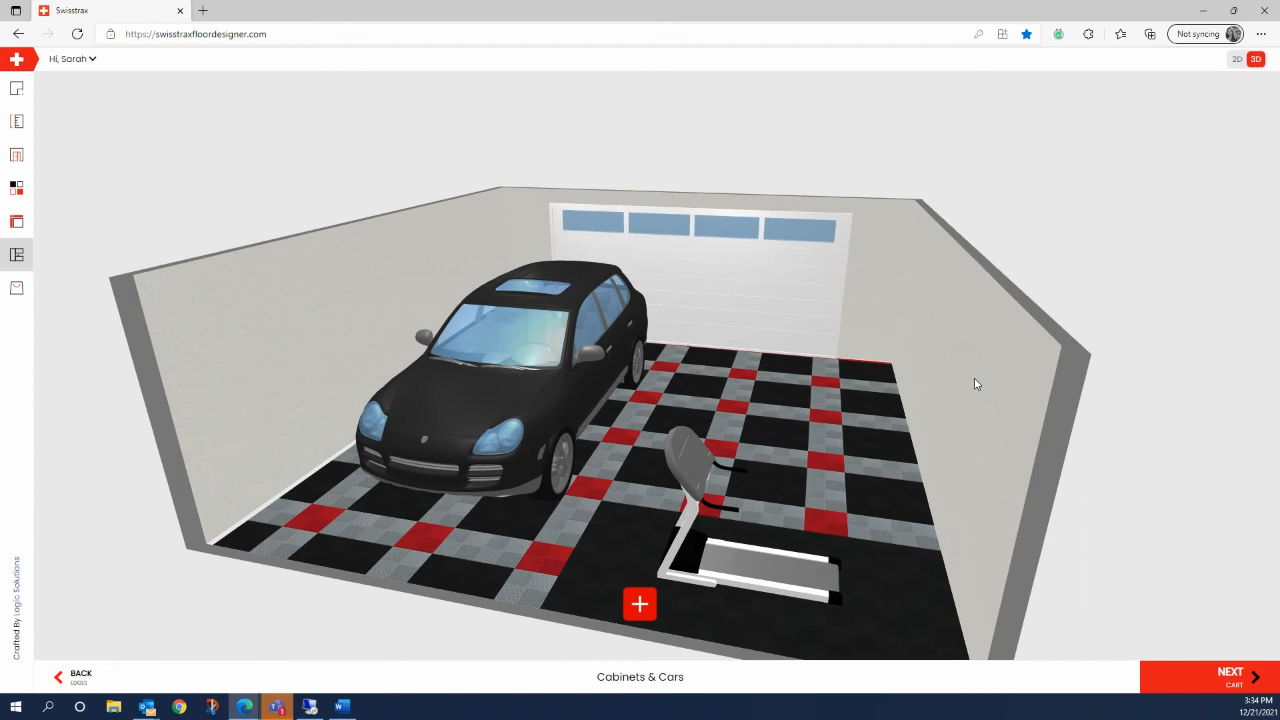 Swisstrax
https://swisstraxfloordesigner.com
Not syncing
Hi, Sarah
2D
3D
Crafted By Logic Solutions
BACK
EDGES
Cabinets & Cars
NEXT
CART
1
3:34 PM
12/21/2021